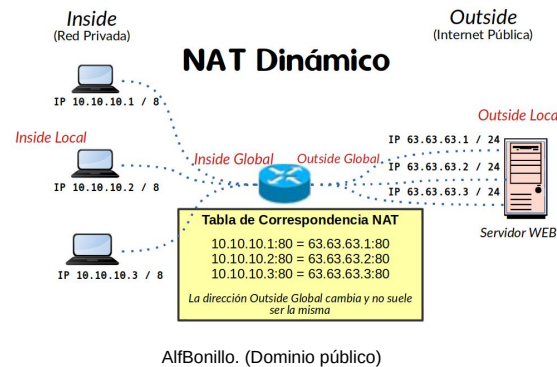 Inside
(Red Privada)
Outside
(Internet Pública)
NAT Dinámico
IP 10.10.10.1 / 8
Outside Loca
Inside Local
IP 63.63.63.1 / 24
Inside Global
Outside Global
IP 63.63.63.2 / 24
IP 10.10.10.2 / 8
IP 63.63.63.3 / 24
Tabla de Correspondencia NAT
Servidor WEB
10.10.10.1:80 = 63.63.63.1:80
10.10.10.2:80 = 63.63.63.2:80
10.10.10.3:80 = 63.63.63.3:80
IP 10.10.10.3 / 8
La dirección Outside Global cambia y no suele
ser la misma
AlfBonillo. (Dominio público)